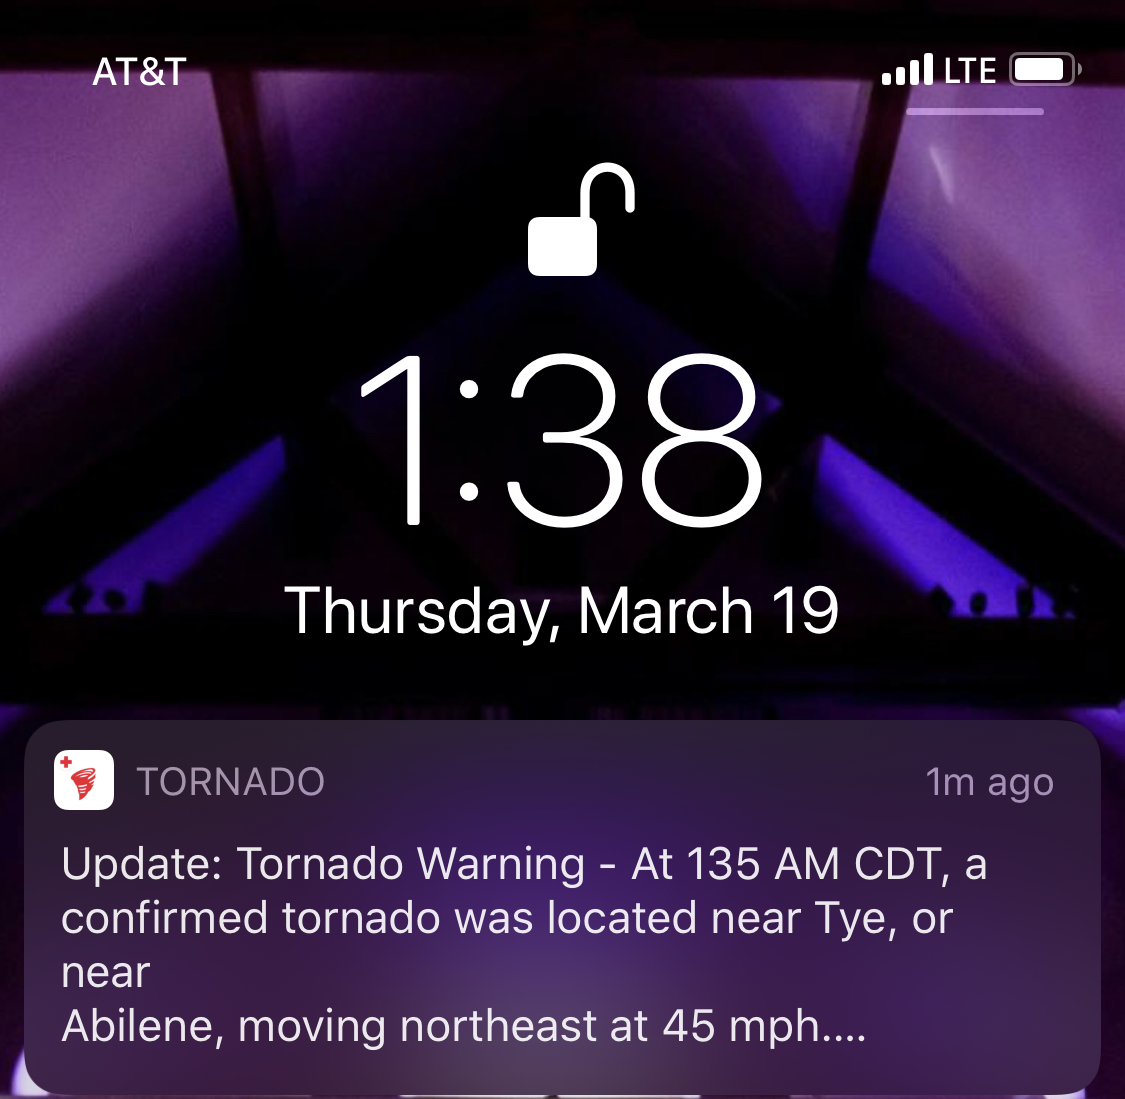 AT&T LTE
1:38
Thursday, March 19
TORNADO 1m ago
Update: Tornado Warning - At 135 AM CDT, a
confirmed tornado was located near Tye, or
near
Abilene, moving northeast at 45 mph....